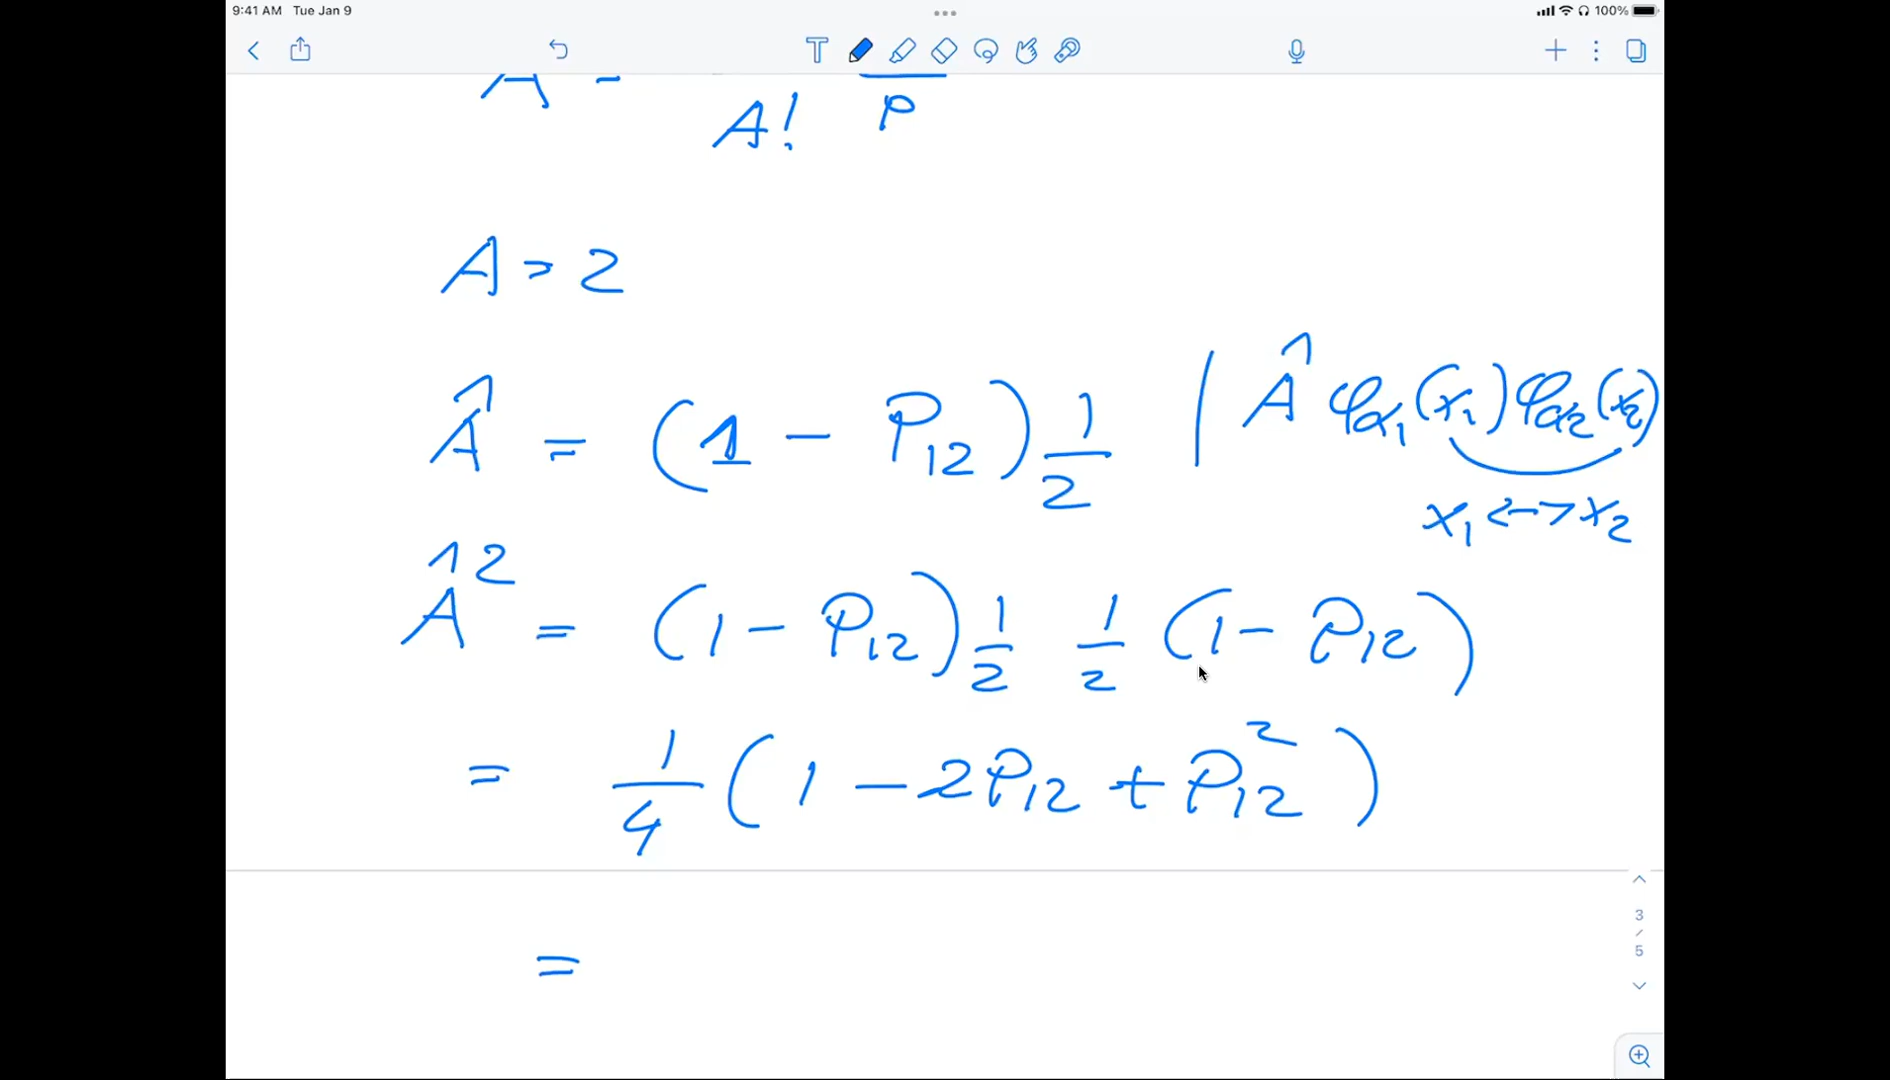 9:41 AM Tue Jan 9 100%
T
A! P
A = 2
Â = (1 - P₁₂) 1/2 | Â φα₁(x₁) φα₂(x₂)
x₁ <-> x₂
Â² = (1 - P₁₂) 1/2 1/2 (1 - P₁₂)
= 1/4 (1 - 2P₁₂ + P₁₂²)
3
/
5
=